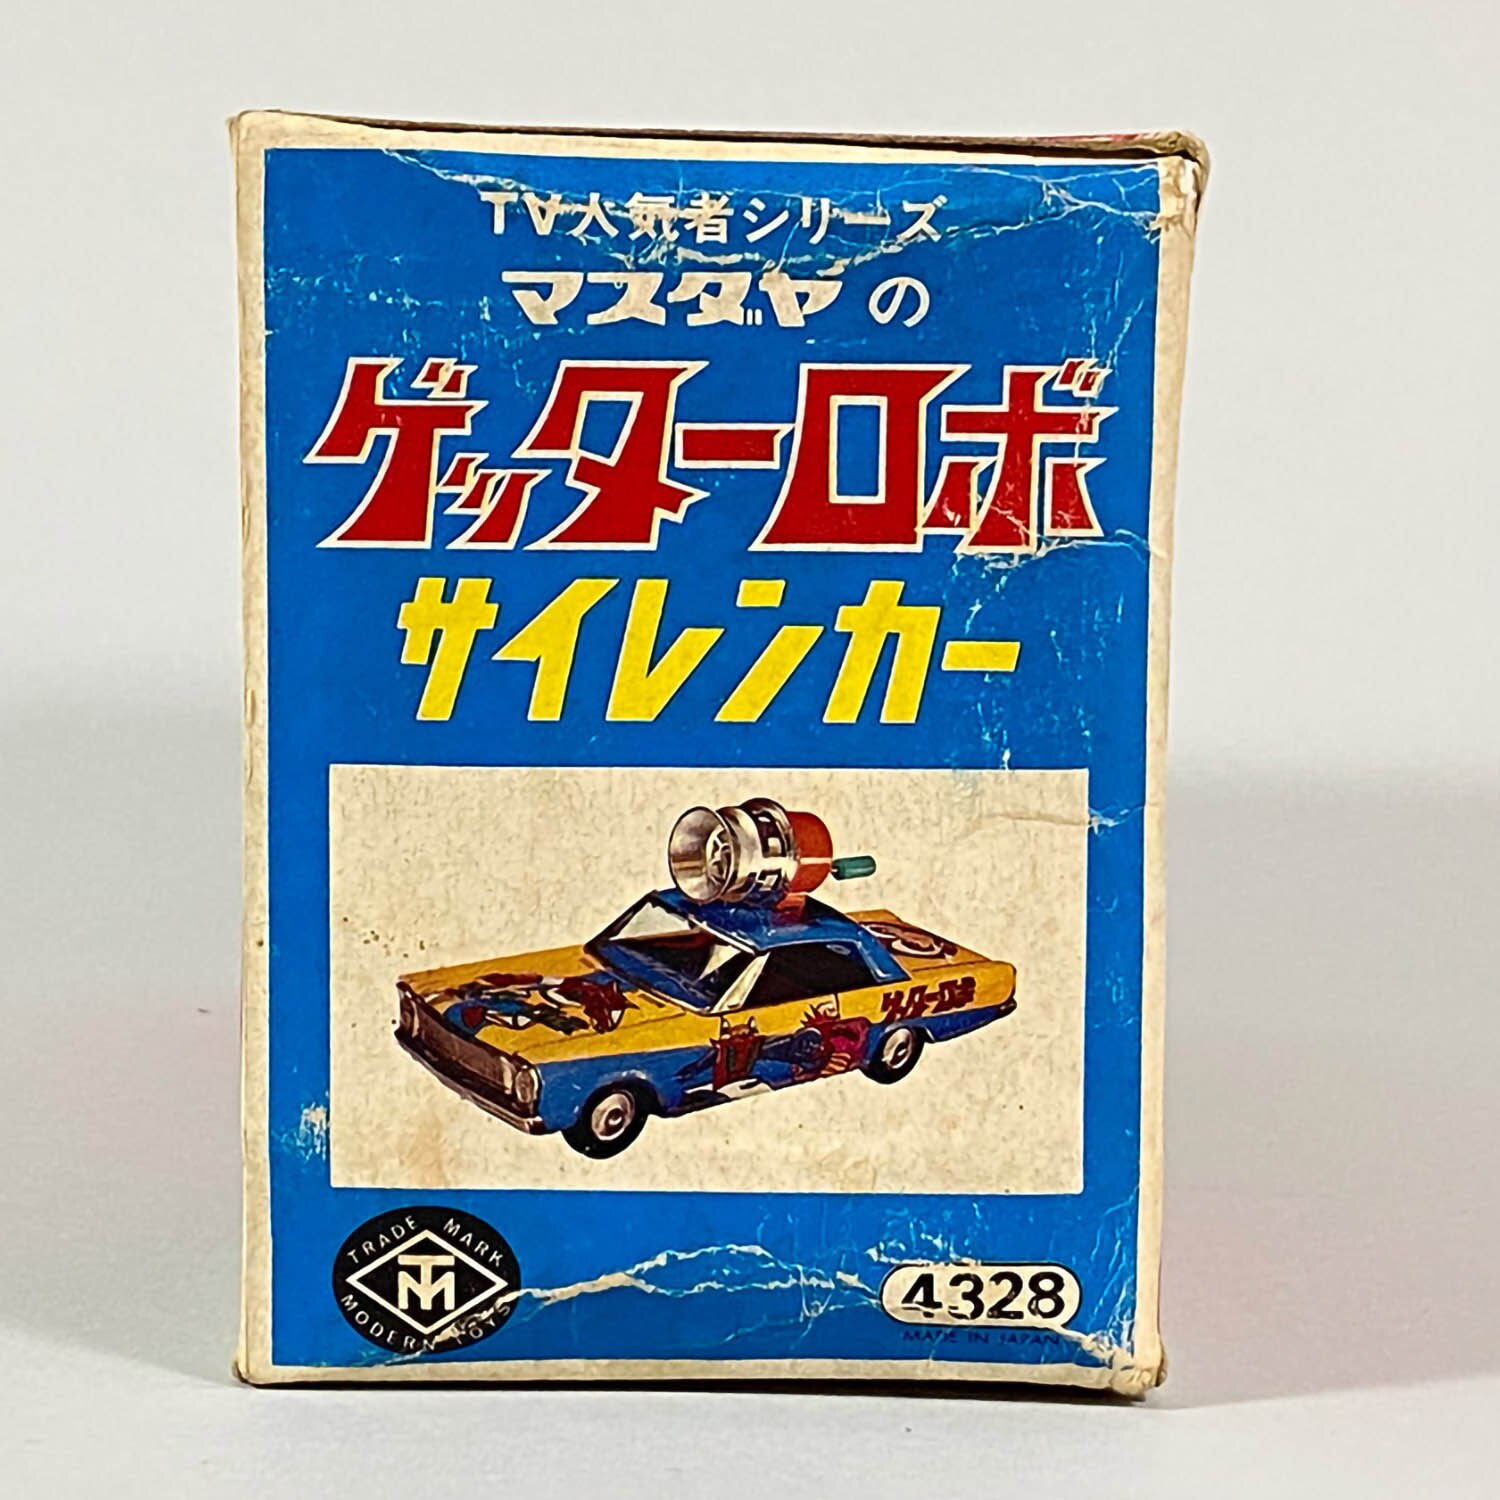 TV人気者シリーズ
マスダヤの
ゲッターロボ
サイレンカー
ゲッターロボ
TRADE MARK
TM
MODERN TOYS
4328
MADE IN JAPAN